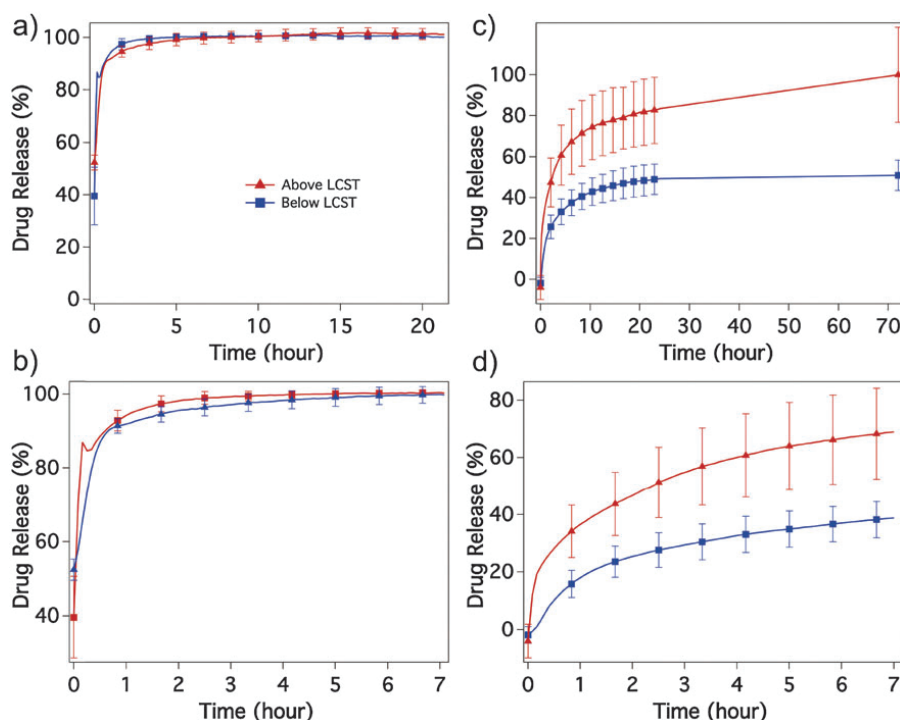 a)
Drug Release (%)
100
80
60
40
20
0
Above LCST
Below LCST
0 5 10 15 20
Time (hour)
c)
Drug Release (%)
100
80
60
40
20
0
0 10 20 30 40 50 60 70
Time (hour)
b)
Drug Release (%)
100
80
60
40
0 1 2 3 4 5 6 7
Time (hour)
d)
Drug Release (%)
80
60
40
20
0
0 1 2 3 4 5 6 7
Time (hour)